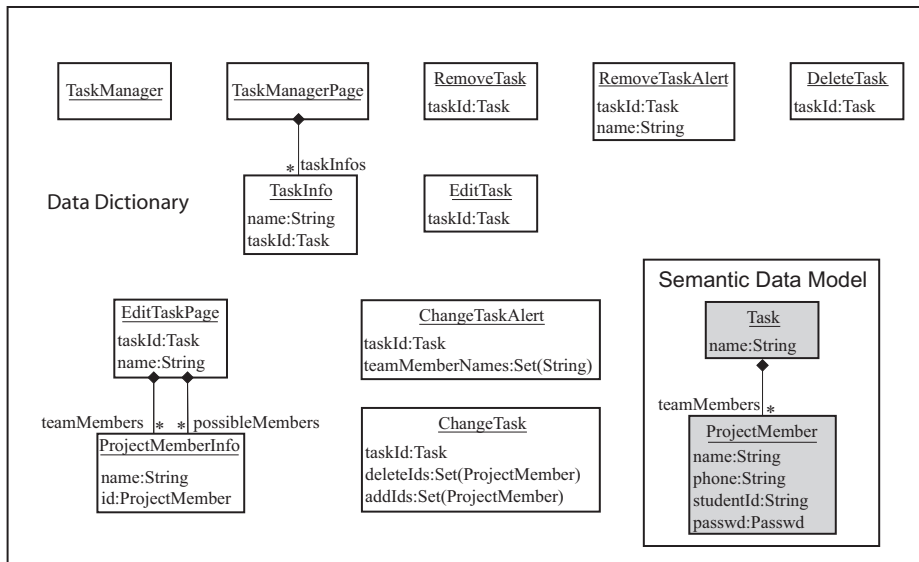 TaskManager
TaskManagerPage
RemoveTask
taskId:Task
RemoveTaskAlert
taskId:Task
name:String
DeleteTask
taskId:Task
* taskInfos
Data Dictionary
TaskInfo
name:String
taskId:Task
EditTask
taskId:Task
EditTaskPage
taskId:Task
name:String
teamMembers * * possibleMembers
ProjectMemberInfo
name:String
id:ProjectMember
ChangeTaskAlert
taskId:Task
teamMemberNames:Set(String)
ChangeTask
taskId:Task
deleteIds:Set(ProjectMember)
addIds:Set(ProjectMember)
Semantic Data Model
Task
name:String
teamMembers *
ProjectMember
name:String
phone:String
studentId:String
passwd:Passwd